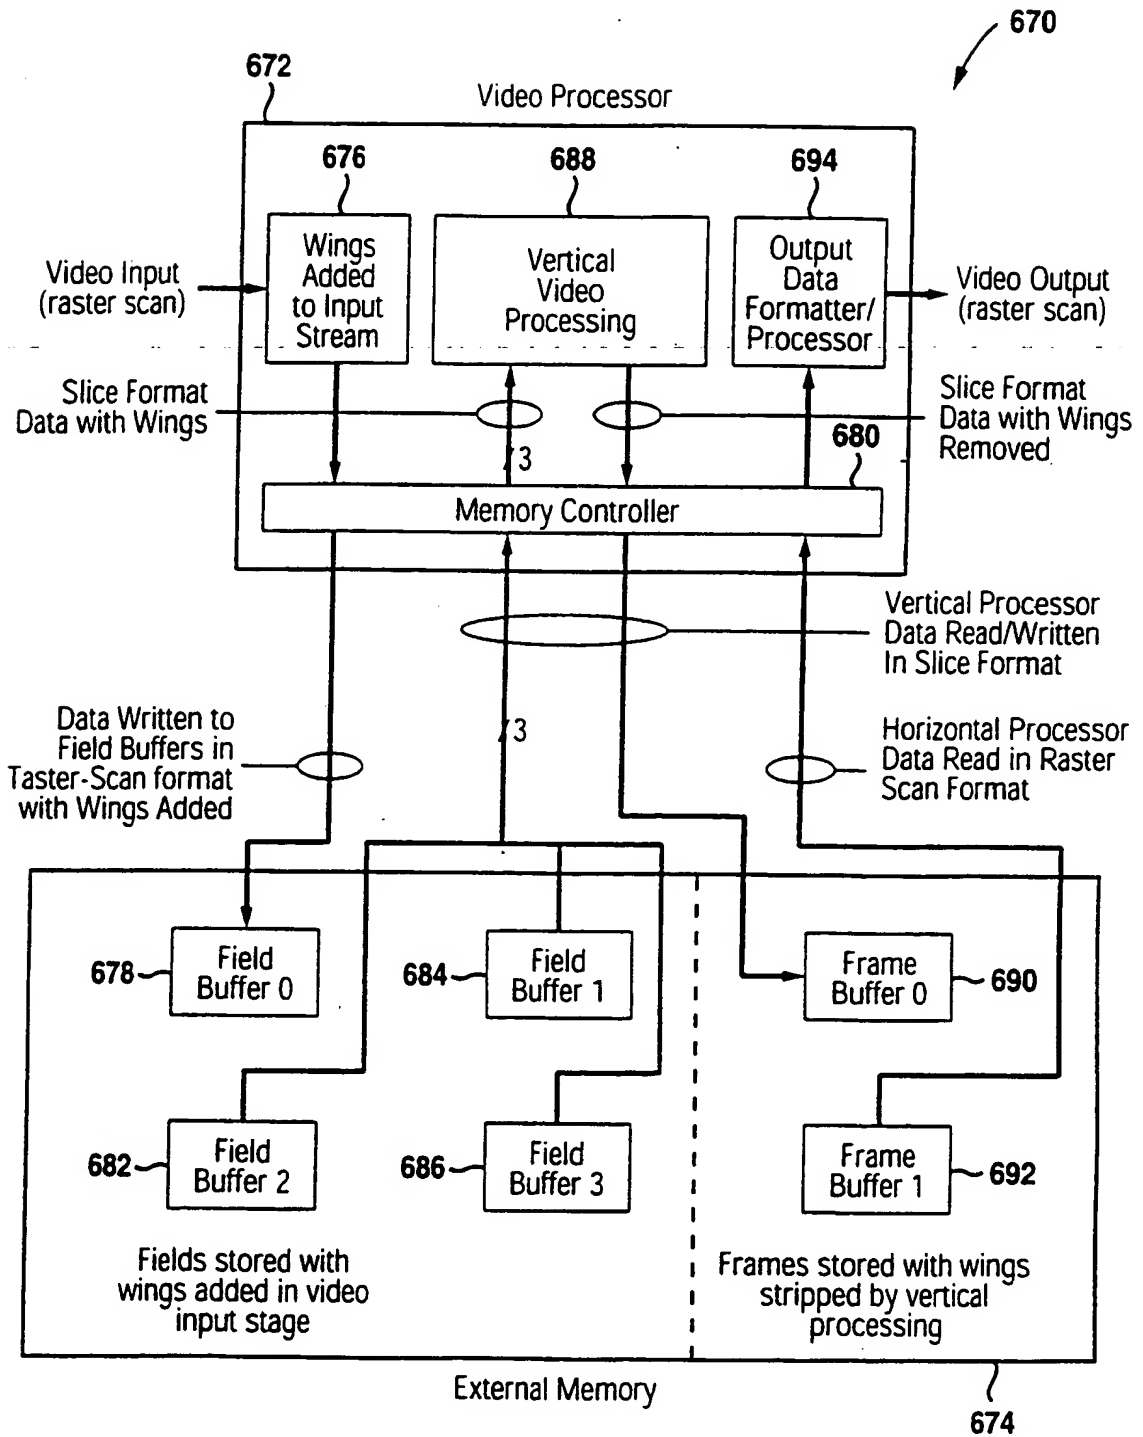 670
672
Video Processor
676
688
694
Wings
Added
to Input
Stream
Vertical
Video
Processing
Output
Data
Formatter/
Processor
Video Input
(raster scan)
Video Output
(raster scan)
Slice Format
Data with Wings
Slice Format
Data with Wings
Removed
3
680
Memory Controller
Vertical Processor
Data Read/Written
In Slice Format
Data Written to
Field Buffers in
Taster-Scan format
with Wings Added
3
Horizontal Processor
Data Read in Raster
Scan Format
678
Field
Buffer 0
684
Field
Buffer 1
Frame
Buffer 0
690
682
Field
Buffer 2
686
Field
Buffer 3
Frame
Buffer 1
692
Fields stored with
wings added in video
input stage
Frames stored with wings
stripped by vertical
processing
External Memory
674